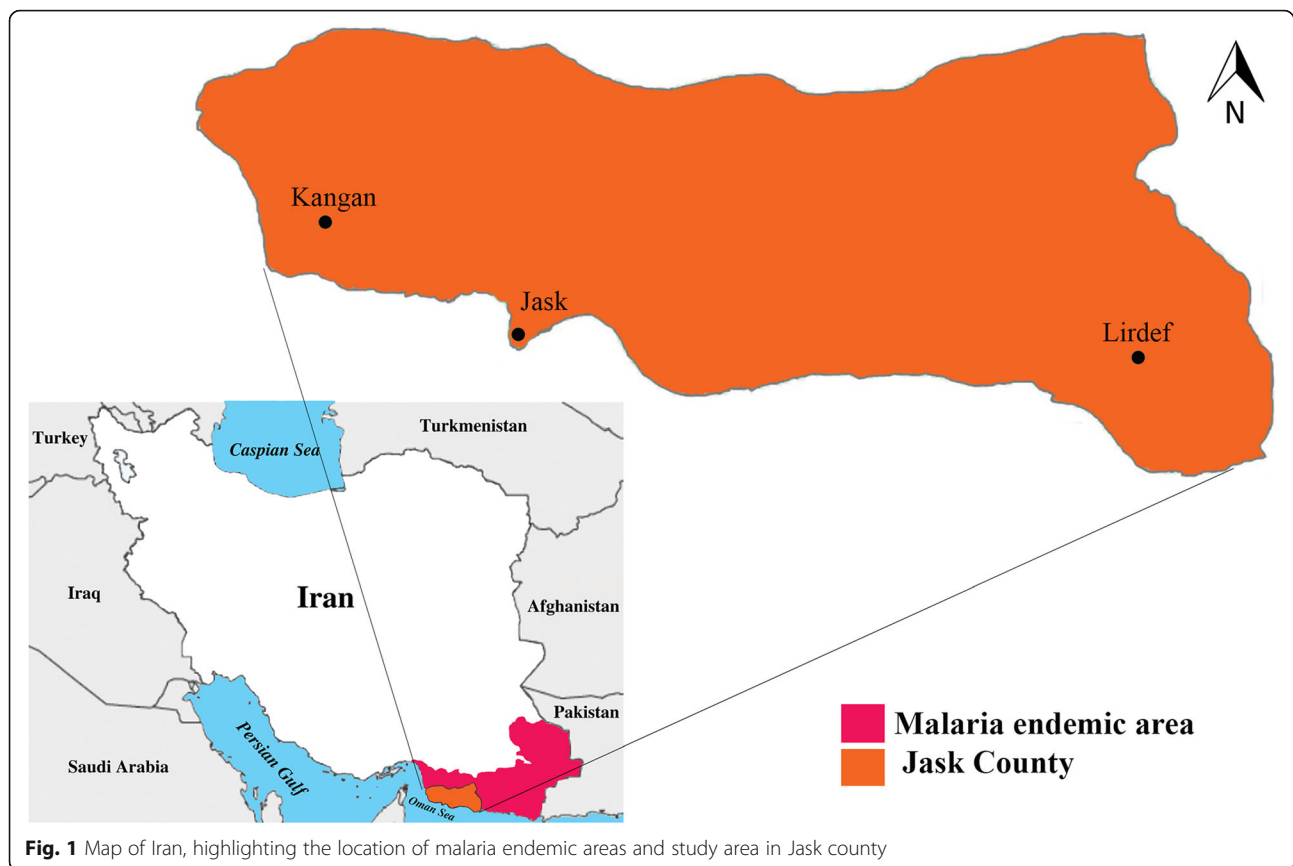 N
Kangan
Jask
Lirdef
Turkey
Caspian Sea
Turkmenistan
Iraq
Iran
Afghanistan
Pakistan
Persian Gulf
Saudi Arabia
Oman Sea
Malaria endemic area
Jask County
Fig. 1 Map of Iran, highlighting the location of malaria endemic areas and study area in Jask county